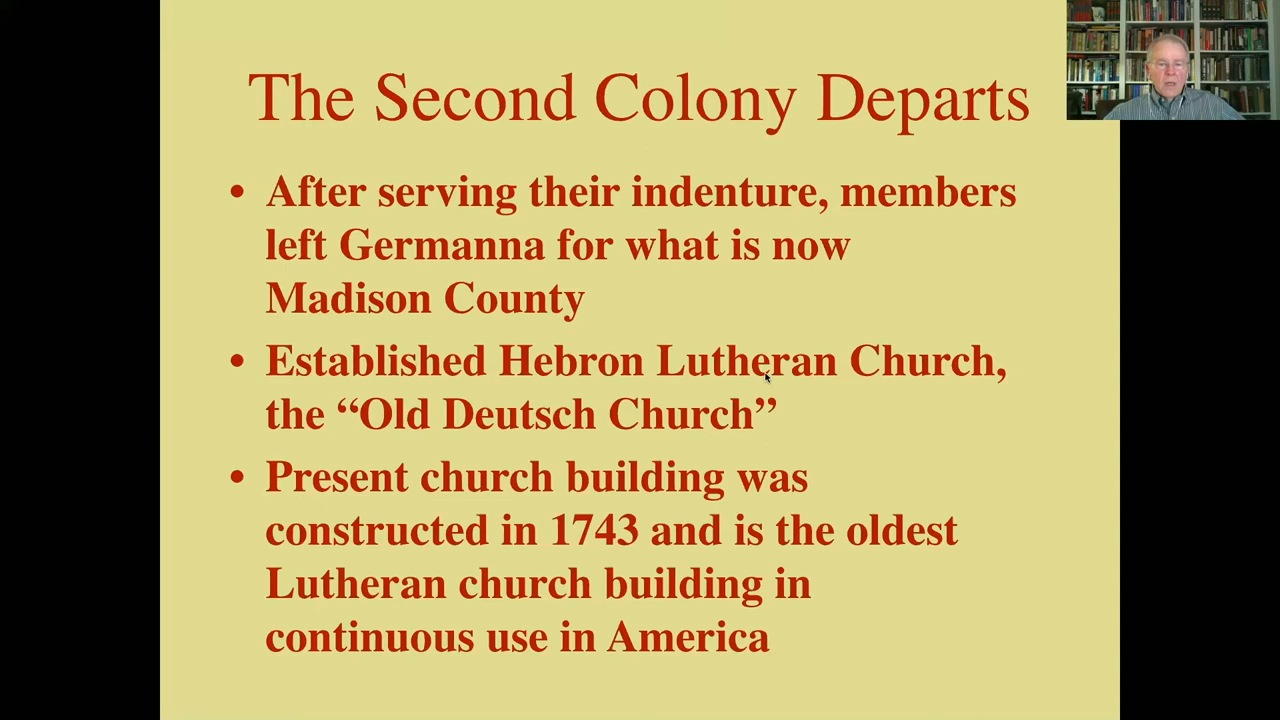 The Second Colony Departs
• After serving their indenture, members
left Germanna for what is now
Madison County
• Established Hebron Lutheran Church,
the “Old Deutsch Church”
• Present church building was
constructed in 1743 and is the oldest
Lutheran church building in
continuous use in America